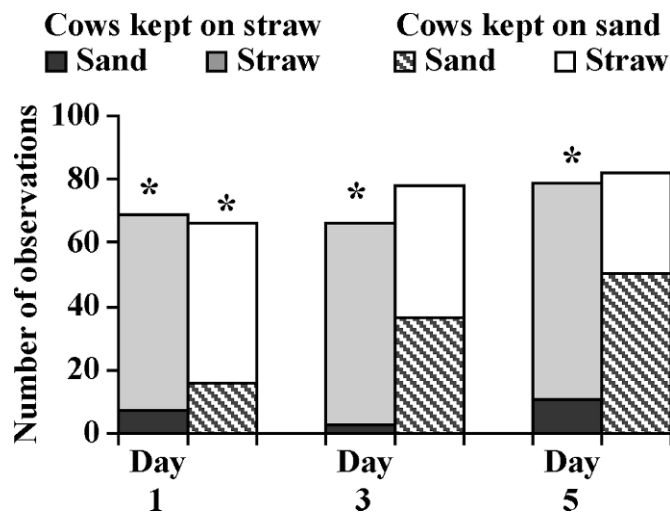 Cows kept on straw Cows kept on sand
Sand Straw Sand Straw
Number of observations
100
80
60
40
20
0
* * * *
Day Day Day
1 3 5